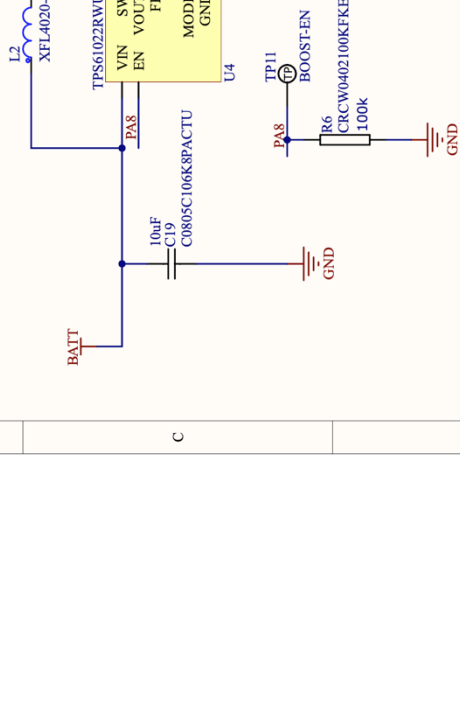 L2
XFL4020-
TPS61022RWU
VIN
EN
SW
VOUT
MODE
GND
U4
PA8
TP11
TP
BOOST-EN
PA8
R6
CRCW0402100KFKE
100k
GND
10uF
C19
C0805C106K8PACTU
GND
BATT
C